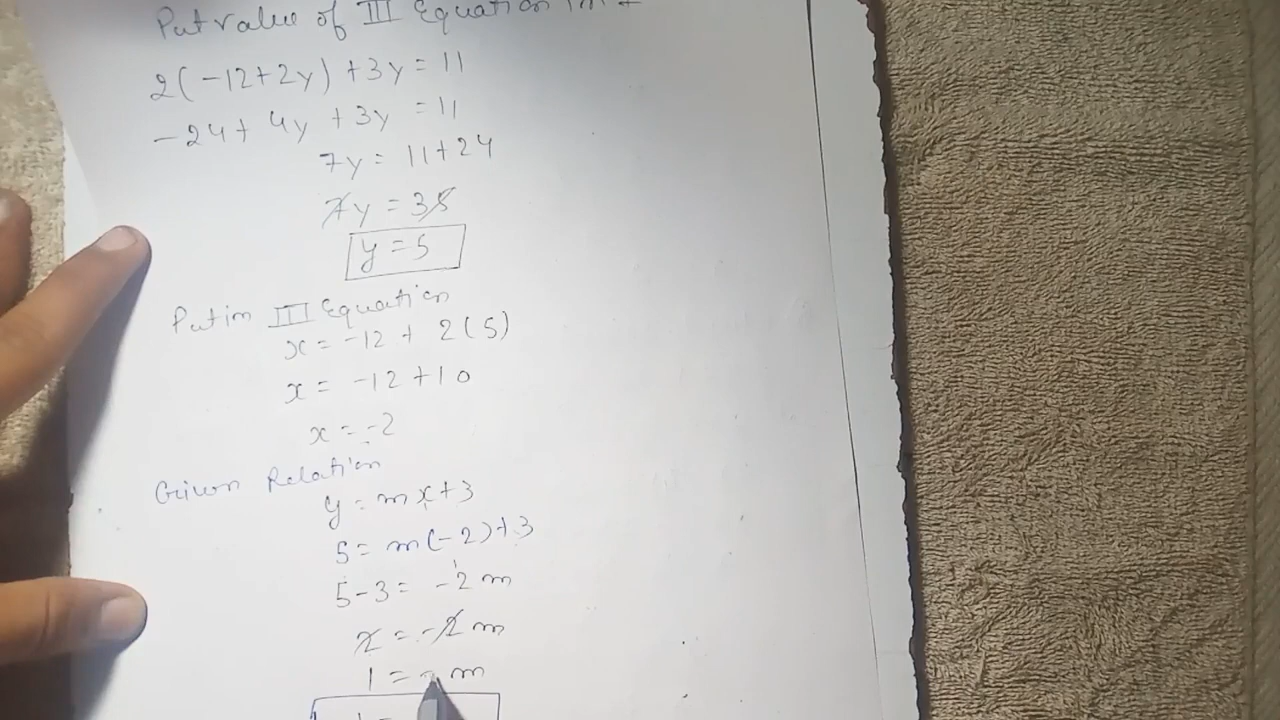 Put value of III Equation in I
2(-12+2y) +3y = 11
-24+ 4y +3y = 11
7y = 11+24
7y = 35
y = 5
Put in III Equation
x = -12 + 2(5)
x = -12 +10
x = -2
Given Relation
y = mx+3
5 = m(-2)+3
5-3 = -2m
2 = -2m
1 = -m